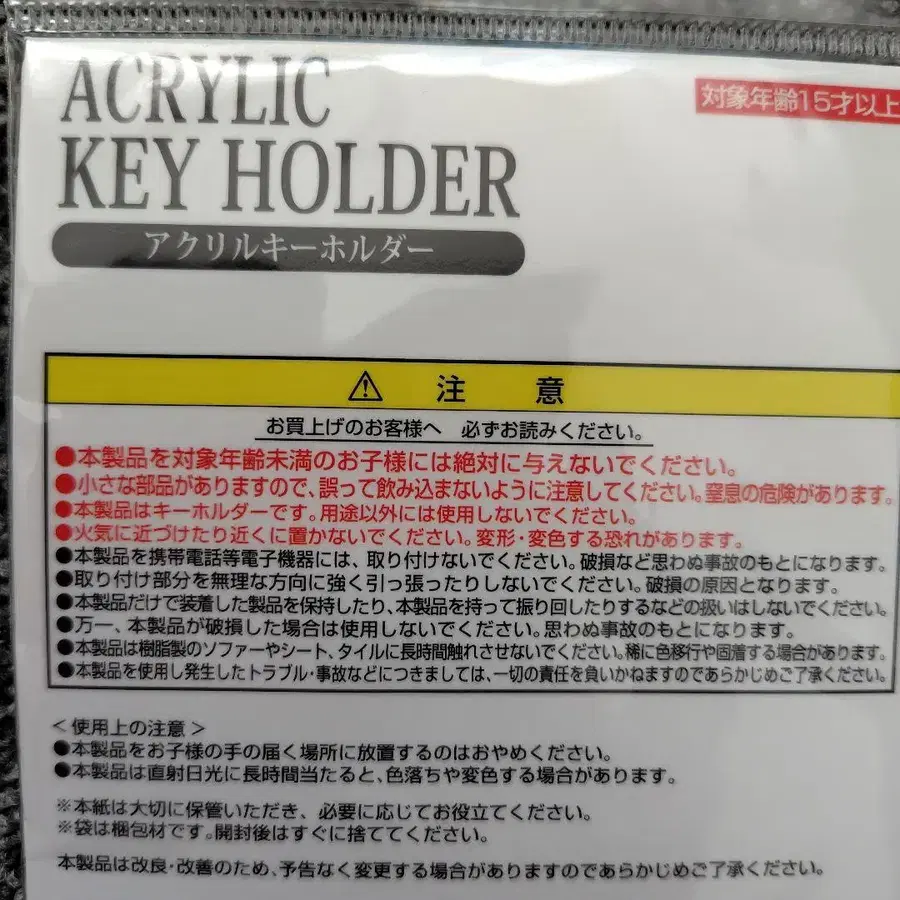 ACRYLIC
KEY HOLDER
アクリルキーホルダー
対象年齢15才以上
⚠ 注 意
お買上げのお客様へ 必ずお読みください。
●本製品を対象年齢未満のお子様には絶対に与えないでください。
●小さな部品がありますので、誤って飲み込まないように注意してください。窒息の危険があります。
●本製品はキーホルダーです。用途以外には使用しないでください。
●火気に近づけたり近くに置かないでください。変形・変色する恐れがあります。
●本製品を携帯電話等電子機器には、取り付けないでください。破損など思わぬ事故のもとになります。
●取り付け部分を無理な方向に強く引っ張ったりしないでください。破損の原因となります。
●本製品だけで装着した製品を保持したり、本製品を持って振り回したりするなどの扱いはしないでください。
●万一、本製品が破損した場合は使用しないでください。思わぬ事故のもとになります。
●本製品は樹脂製のソファーやシート、タイルに長時間触れさせないでください。稀に色移行や固着する場合があります。
●本製品を使用し発生したトラブル・事故などにつきましては、一切の責任を負いかねますのであらかじめご了承ください。
＜使用上の注意＞
●本製品をお子様の手の届く場所に放置するのはおやめください。
●本製品は直射日光に長時間当たると、色落ちや変色する場合があります。
※本紙は大切に保管いただき、必要に応じてお役立てください。
※袋は梱包材です。開封後はすぐに捨ててください。
本製品は改良・改善のため、予告なく変更する場合がありますのであらかじめご了承ください。